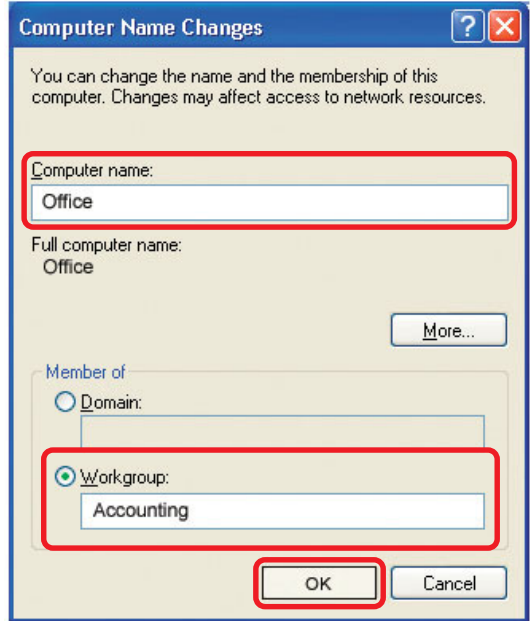 Computer Name Changes
You can change the name and the membership of this
computer. Changes may affect access to network resources.
Computer name:
Office
Full computer name:
Office
More...
Member of
Domain:
Workgroup:
Accounting
OK
Cancel